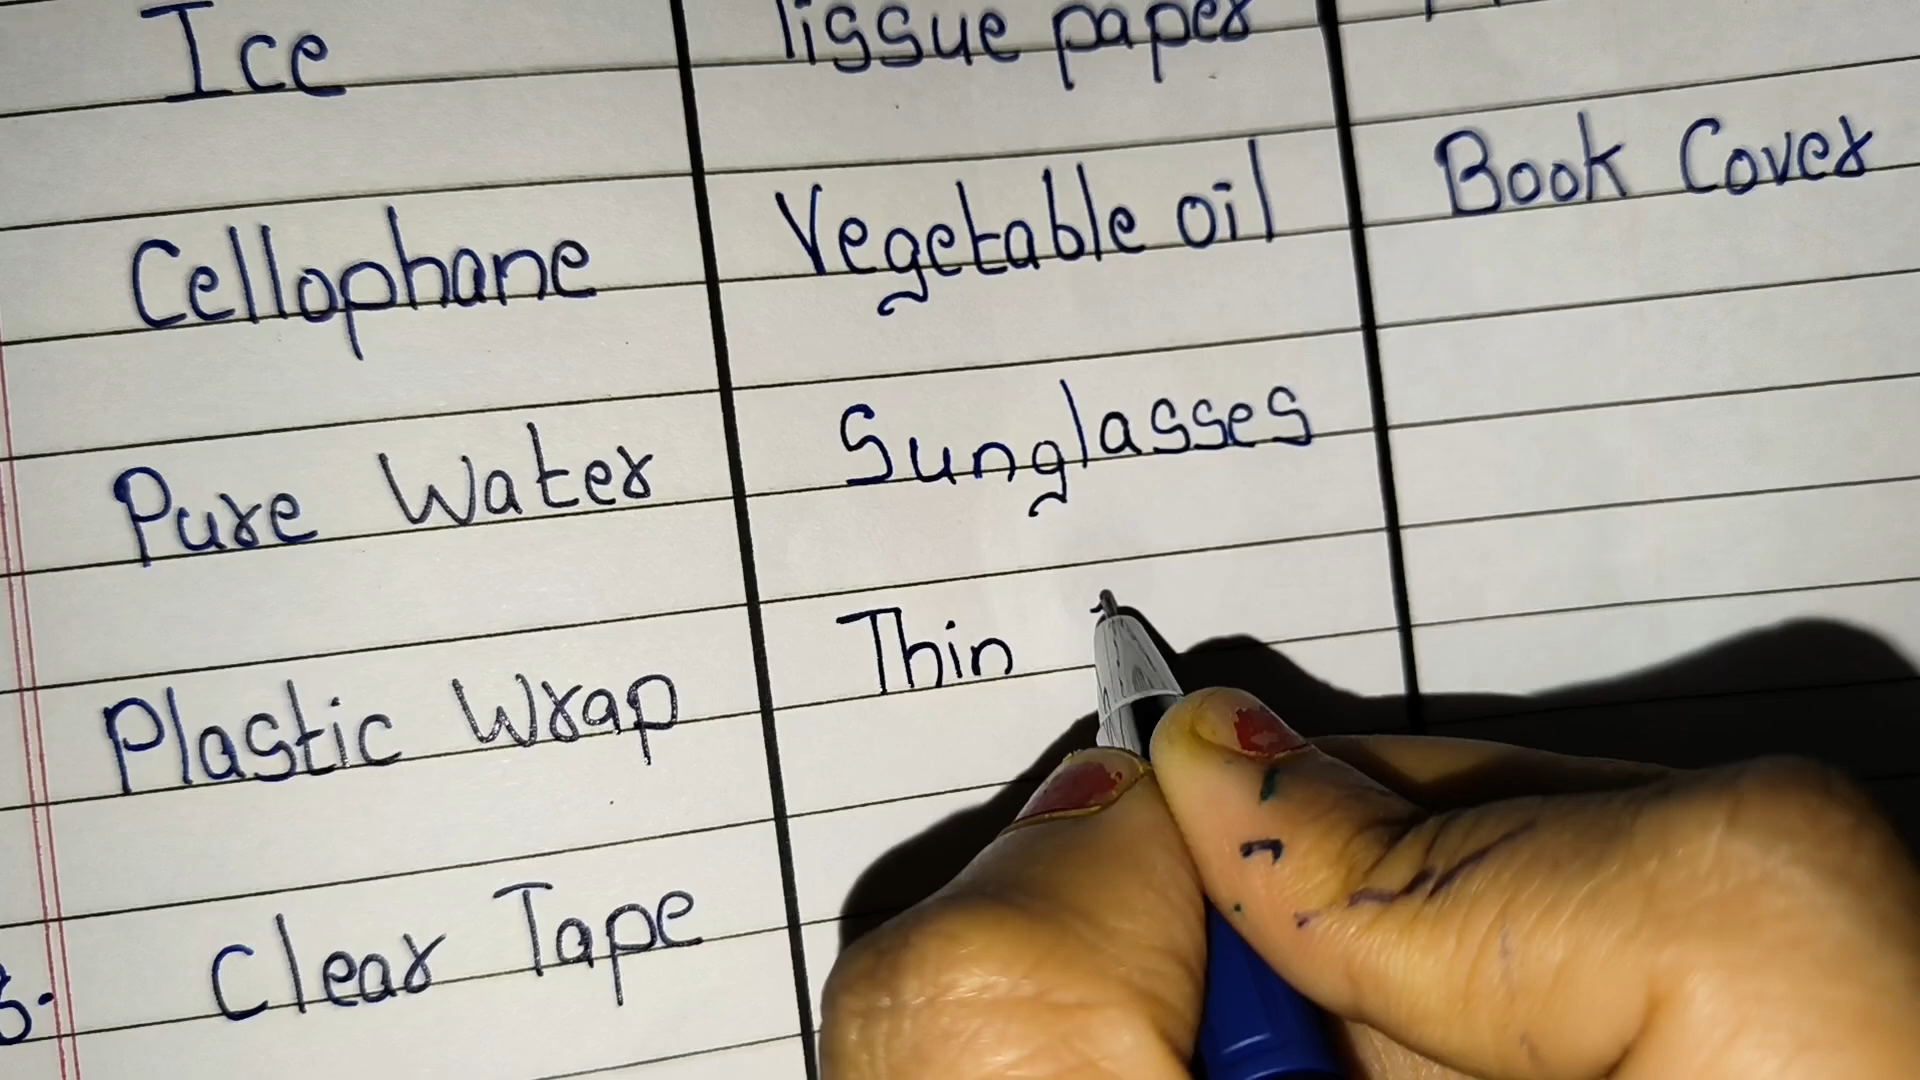 Ice
Tissue paper
Cellophane
Vegetable oil
Book Cover
Pure Water
Sunglasses
Plastic Wrap
Thin
Clear Tape